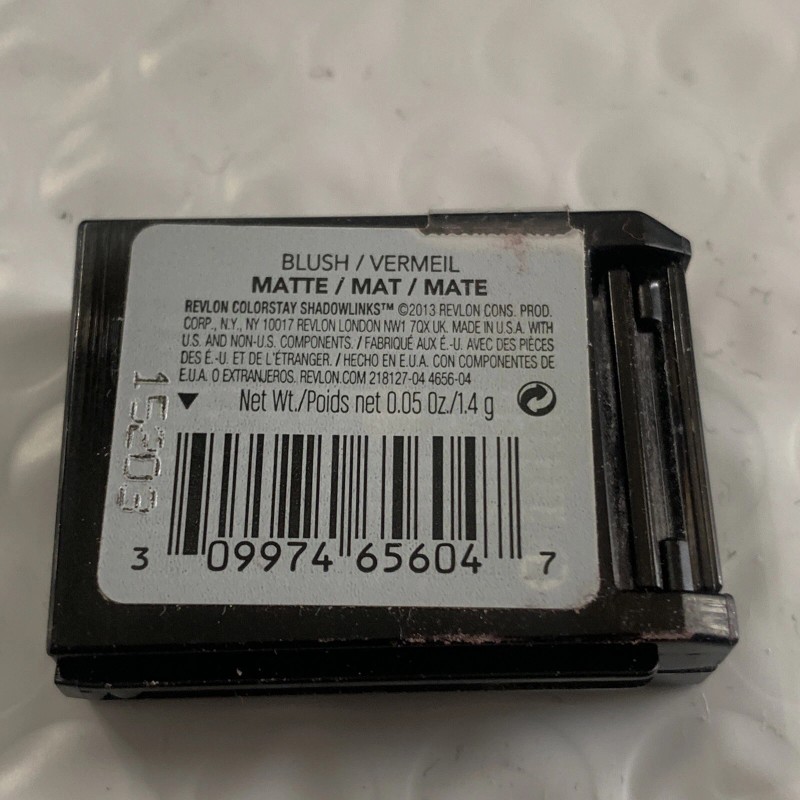 BLUSH / VERMEIL
MATTE / MAT / MATE
REVLON COLORSTAY SHADOWLINKS™ ©2013 REVLON CONS. PROD.
CORP., N.Y., NY 10017 REVLON LONDON NW1 7QX UK. MADE IN U.S.A. WITH
U.S. AND NON-U.S. COMPONENTS. / FABRIQUÉ AUX É.-U. AVEC DES PIÈCES
DES É.-U. ET DE L'ÉTRANGER. / HECHO EN E.U.A. CON COMPONENTES DE
E.U.A. O EXTRANJEROS. REVLON.COM 218127-04 4656-04
Net Wt./Poids net 0.05 Oz./1.4 g
15203
3 09974 65604 7